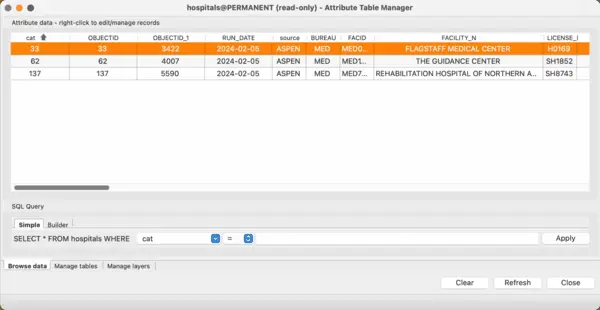 hospitals@PERMANENT (read-only) - Attribute Table Manager
Attribute data - right-click to edit/manage records
cat OBJECTID OBJECTID_1 RUN_DATE source BUREAU FACID FACILITY_N LICENSE_
33 33 3422 2024-02-05 ASPEN MED MED0... FLAGSTAFF MEDICAL CENTER H0169
62 62 4007 2024-02-05 ASPEN MED MED1... THE GUIDANCE CENTER SH1852
137 137 5590 2024-02-05 ASPEN MED MED7... REHABILITATION HOSPITAL OF NORTHERN A... SH8743
SQL Query
Simple Builder
SELECT * FROM hospitals WHERE cat = Apply
Browse data Manage tables Manage layers
Clear Refresh Close